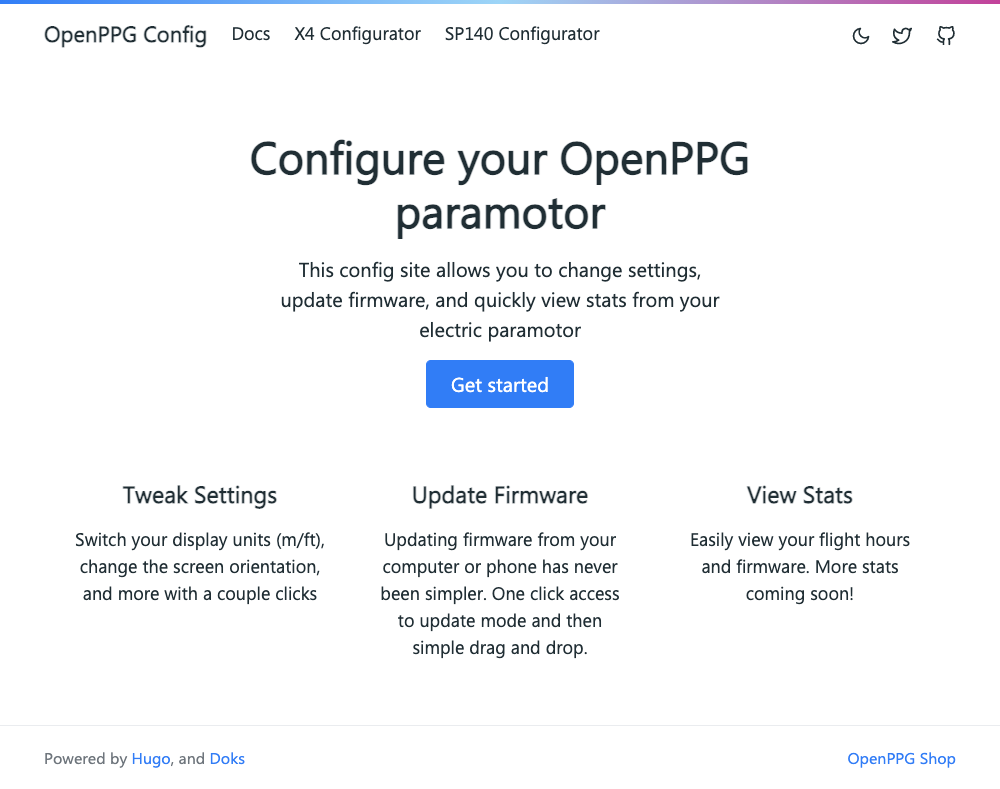 OpenPPG Config Docs X4 Configurator SP140 Configurator
Configure your OpenPPG
paramotor
This config site allows you to change settings,
update firmware, and quickly view stats from your
electric paramotor
Get started
Tweak Settings
Switch your display units (m/ft),
change the screen orientation,
and more with a couple clicks
Update Firmware
Updating firmware from your
computer or phone has never
been simpler. One click access
to update mode and then
simple drag and drop.
View Stats
Easily view your flight hours
and firmware. More stats
coming soon!
Powered by Hugo, and Doks
OpenPPG Shop